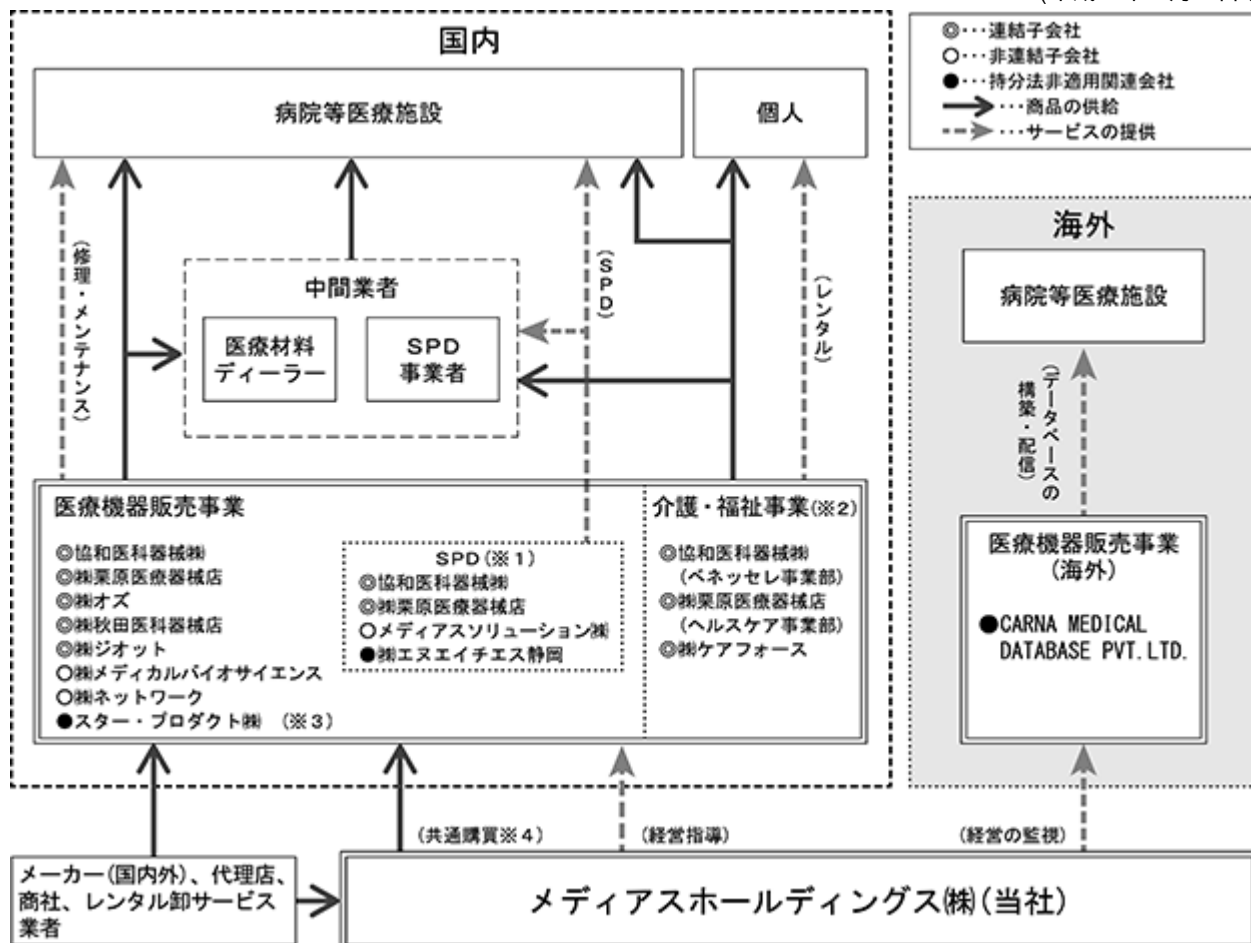 国内
病院等医療施設
個人
(修理・メンテナンス)
中間業者
医療材料
ディーラー
SPD
事業者
(SPD)
(レンタル)
医療機器販売事業
◎協和医科器械㈱
◎㈱栗原医療器械店
◎㈱オズ
◎㈱秋田医科器械店
◎㈱ジオット
○㈱メディカルバイオサイエンス
○㈱ネットワーク
●スター・プロダクト㈱ (※3)
SPD(※1)
◎協和医科器械㈱
◎㈱栗原医療器械店
○メディアスソリューション㈱
●㈱エヌエイチエス静岡
介護・福祉事業(※2)
◎協和医科器械㈱
(ベネッセレ事業部)
◎㈱栗原医療器械店
(ヘルスケア事業部)
◎㈱ケアフォース
◎・・・連結子会社
○・・・非連結子会社
●・・・持分法非適用関連会社
・・・商品の供給
・・・サービスの提供
海外
病院等医療施設
(データベースの
構築・配信)
医療機器販売事業
(海外)
●CARNA MEDICAL
DATABASE PVT.LTD.
(共通購買※4)
(経営指導)
(経営の監視)
メーカー(国内外)、代理店、
商社、レンタル卸サービス
業者
メディアスホールディングス㈱(当社)